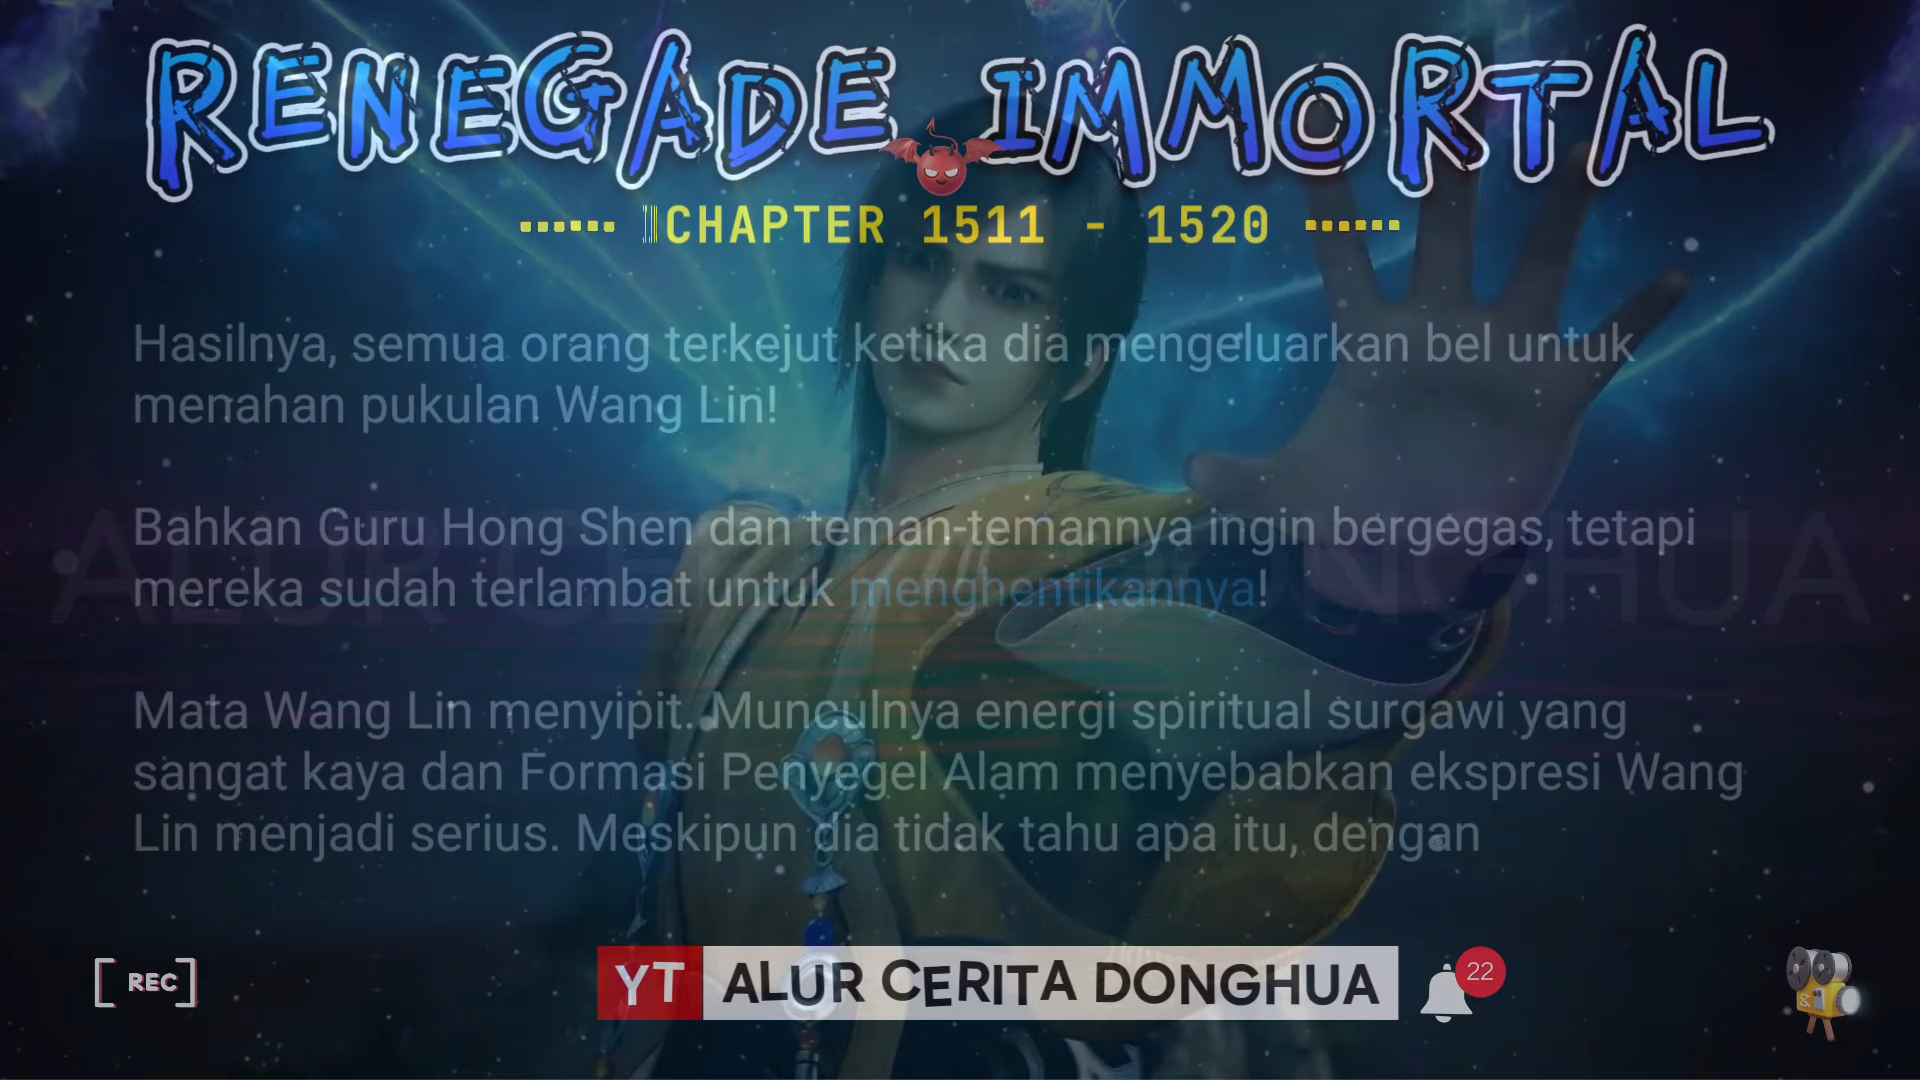 RENEGADE IMMORTAL
CHAPTER 1511 - 1520
Hasilnya, semua orang terkejut ketika dia mengeluarkan bel untuk
menahan pukulan Wang Lin!
Bahkan Guru Hong Shen dan teman-temannya ingin bergegas, tetapi
mereka sudah terlambat untuk menghentikannya!
ALUR CERITA DONGHUA
Mata Wang Lin menyipit. Munculnya energi spiritual surgawi yang
sangat kaya dan Formasi Penyegel Alam menyebabkan ekspresi Wang
Lin menjadi serius. Meskipun dia tidak tahu apa itu, dengan
[ REC ]
YT ALUR CERITA DONGHUA
22